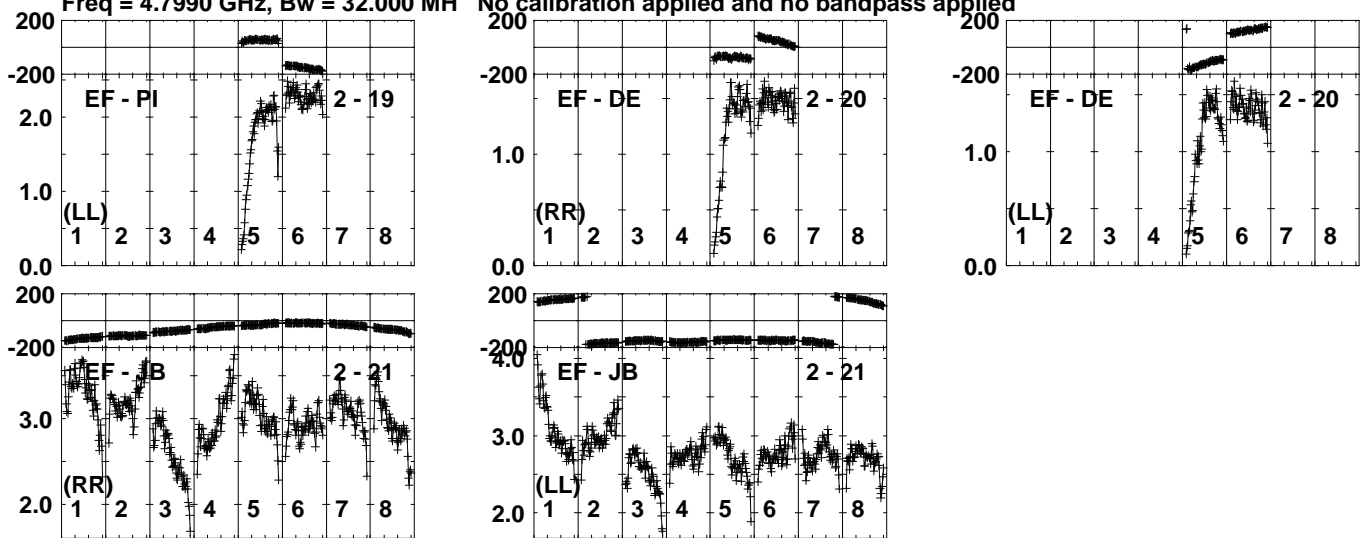 Freq = 4.7990 GHz, Bw = 32.000 MH No calibration applied and no bandpass applied
200
-200
EF - PI 2 - 19
2.0
1.0
(LL)
1 2 3 4 5 6 7 8
0.0
200
-200
EF - DE 2 - 20
1.0
(RR)
1 2 3 4 5 6 7 8
0.0
200
-200
EF - DE 2 - 20
1.0
(LL)
1 2 3 4 5 6 7 8
0.0
200
-200
EF - JB 2 - 21
3.0
(RR)
2.0
1 2 3 4 5 6 7 8
200
-200
4.0
EF - JB 2 - 21
3.0
(LL)
2.0
1 2 3 4 5 6 7 8